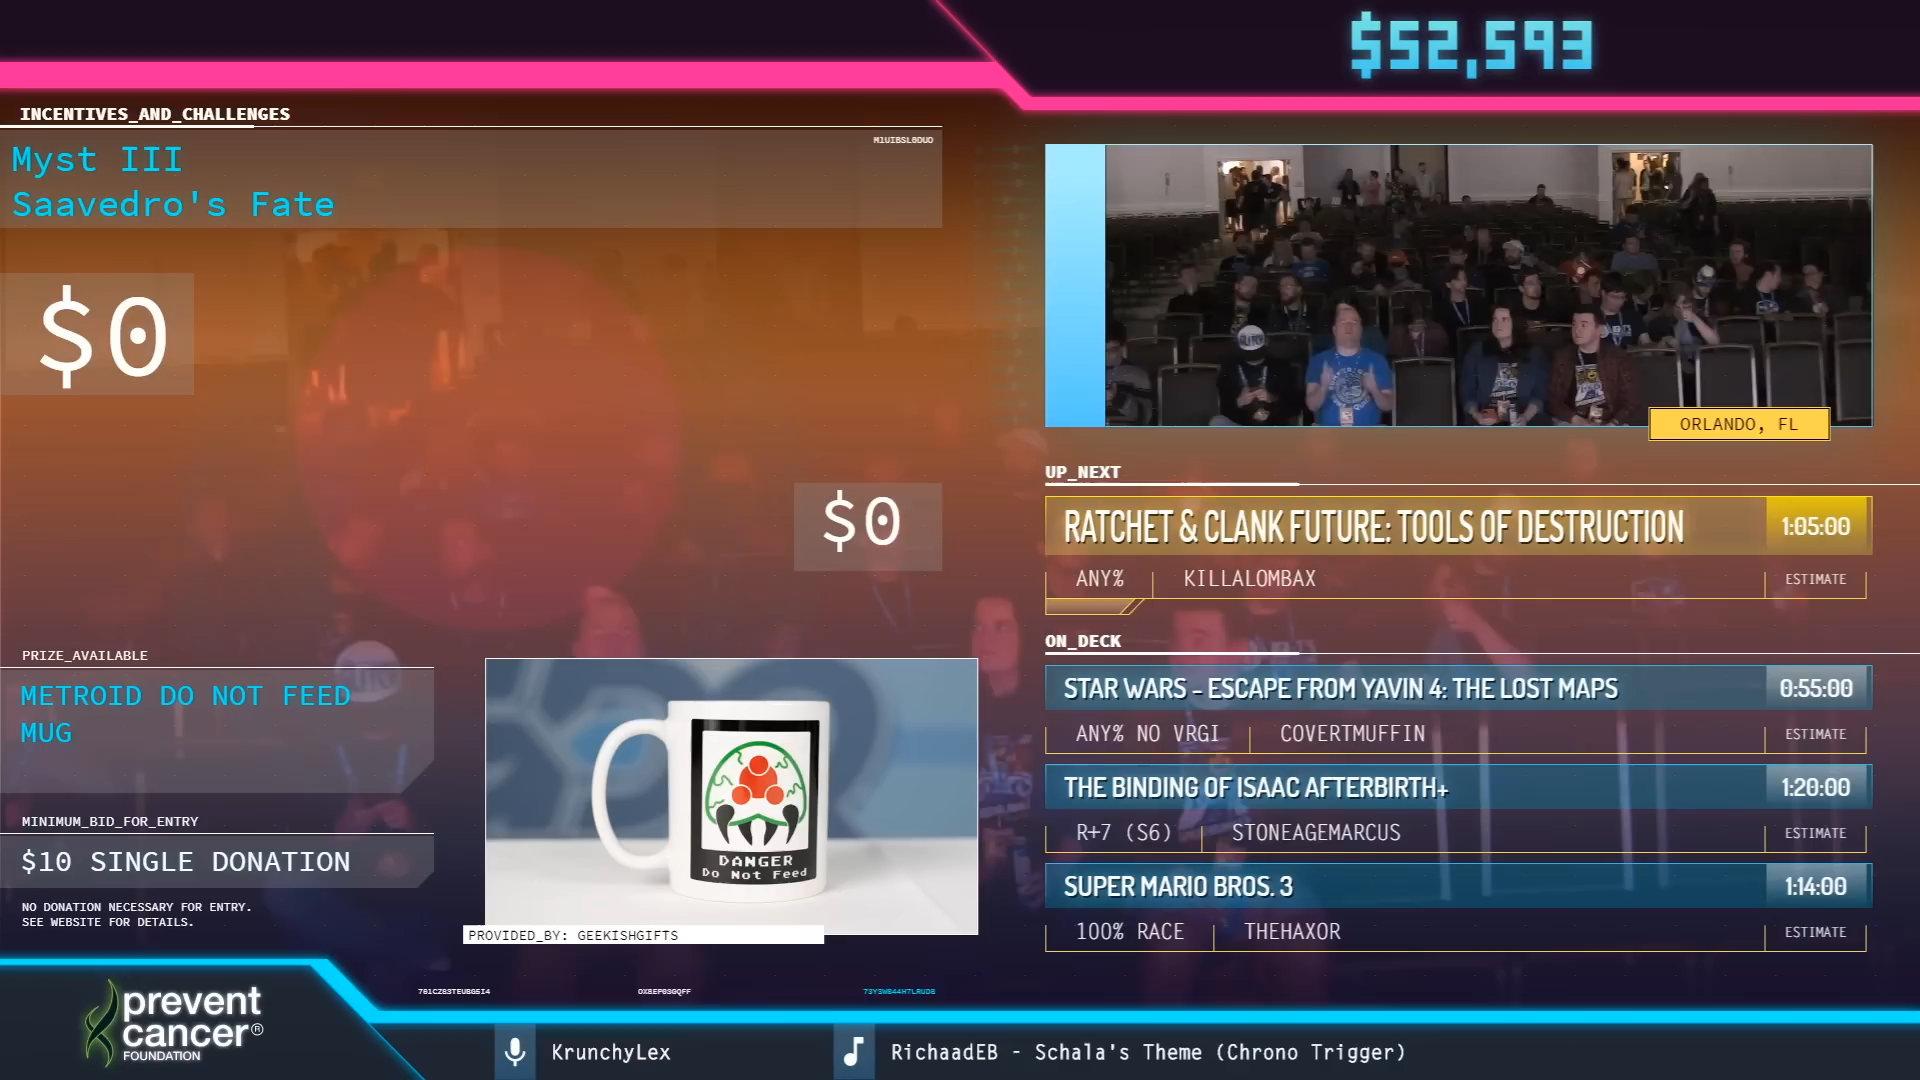 $52,593
INCENTIVES_AND_CHALLENGES
Myst III
Saavedro's Fate
$0
$0
PRIZE_AVAILABLE
METROID DO NOT FEED
MUG
MINIMUM_BID_FOR_ENTRY
$10 SINGLE DONATION
NO DONATION NECESSARY FOR ENTRY.
SEE WEBSITE FOR DETAILS.
DANGER
Do Not Feed
PROVIDED_BY: GEEKISHGIFTS
ORLANDO, FL
UP_NEXT
RATCHET & CLANK FUTURE: TOOLS OF DESTRUCTION 1:05:00
ANY% KILLALOMBAX ESTIMATE
ON_DECK
STAR WARS - ESCAPE FROM YAVIN 4: THE LOST MAPS 0:55:00
ANY% NO VRGI COVERTMUFFIN ESTIMATE
THE BINDING OF ISAAC AFTERBIRTH+ 1:20:00
R+7 (S6) STONEAGEMARCUS ESTIMATE
SUPER MARIO BROS. 3 1:14:00
100% RACE THEHAXOR ESTIMATE
prevent
cancer®
FOUNDATION
KrunchyLex
RichaadEB - Schala's Theme (Chrono Trigger)